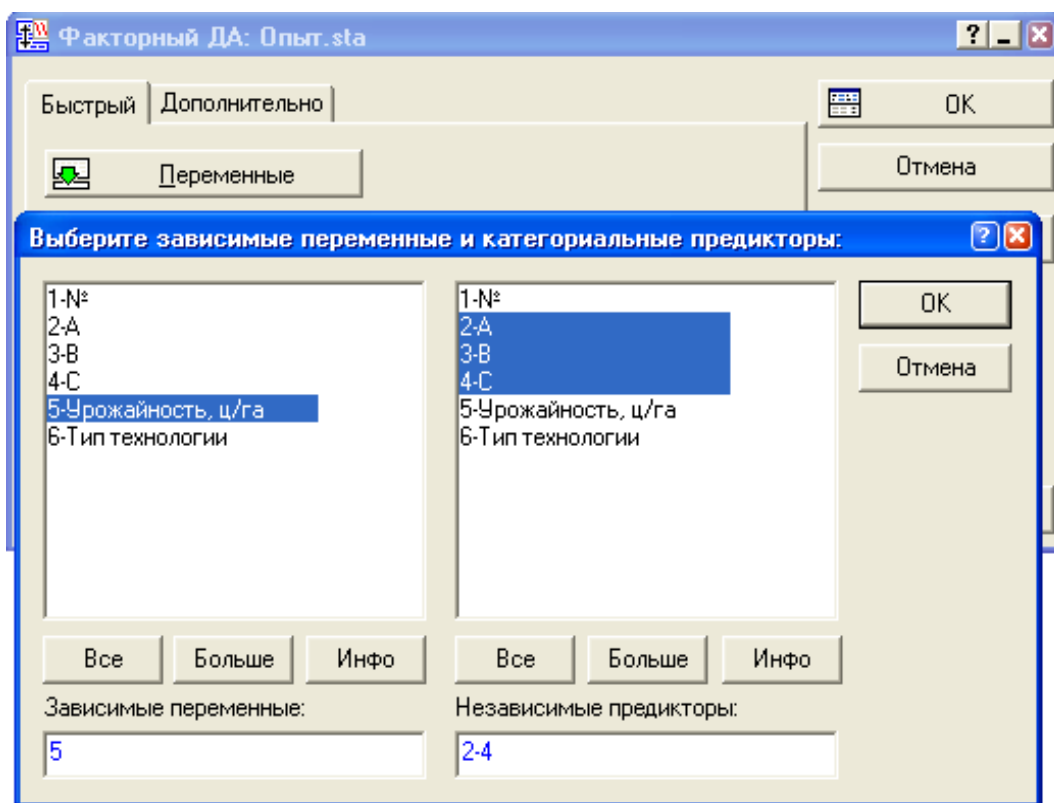 Факторный ДА: Опыт.sta
Быстрый
Дополнительно
OK
Переменные
Отмена
Выберите зависимые переменные и категориальные предикторы:
1-№
2-A
3-B
4-C
5-Урожайность, ц/га
6-Тип технологии
1-№
2-A
3-B
4-C
5-Урожайность, ц/га
6-Тип технологии
OK
Отмена
Все
Больше
Инфо
Все
Больше
Инфо
Зависимые переменные:
Независимые предикторы:
5
2-4